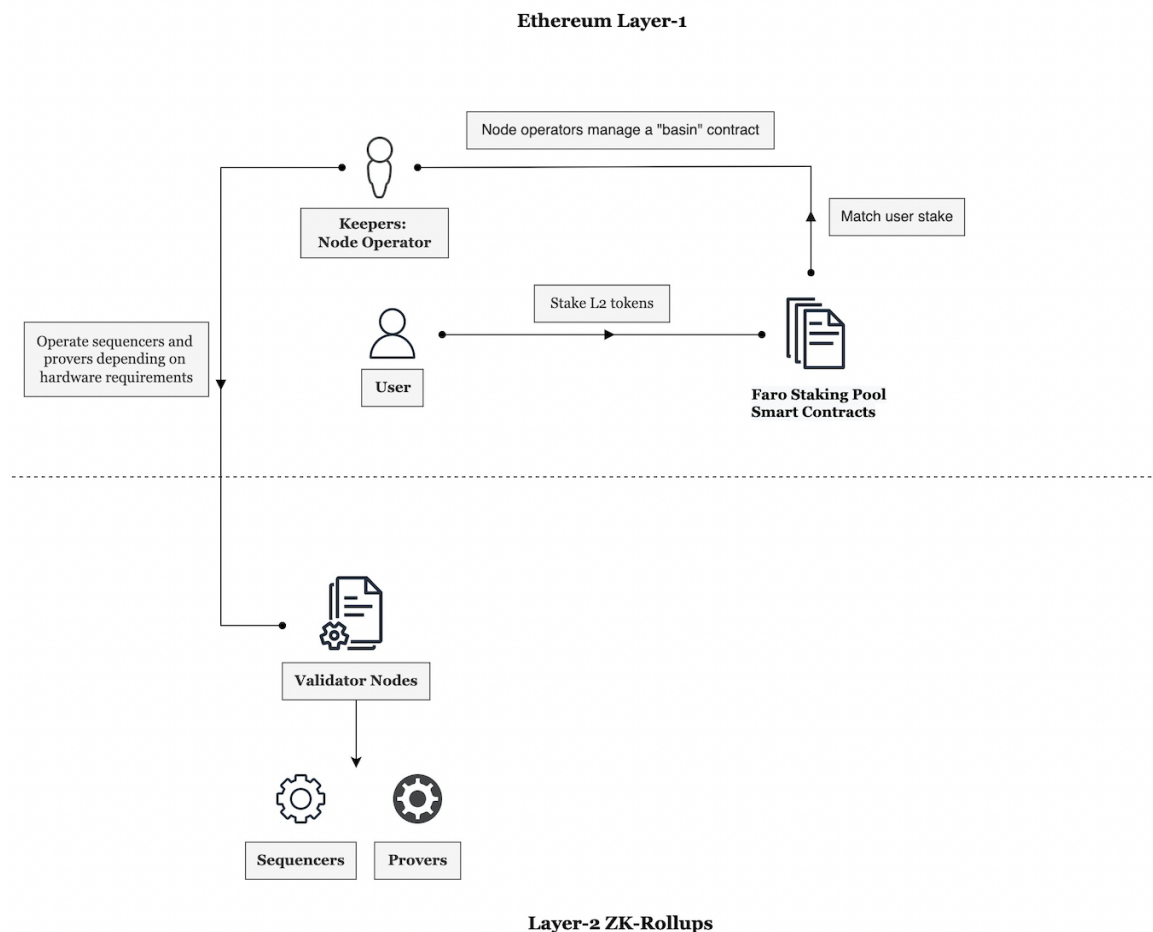 Ethereum Layer-1
Node operators manage a "basin" contract
Keepers:
Node Operator
Match user stake
Stake L2 tokens
Operate sequencers and
provers depending on
hardware requirements
User
Faro Staking Pool
Smart Contracts
Validator Nodes
Sequencers
Provers
Layer-2 ZK-Rollups